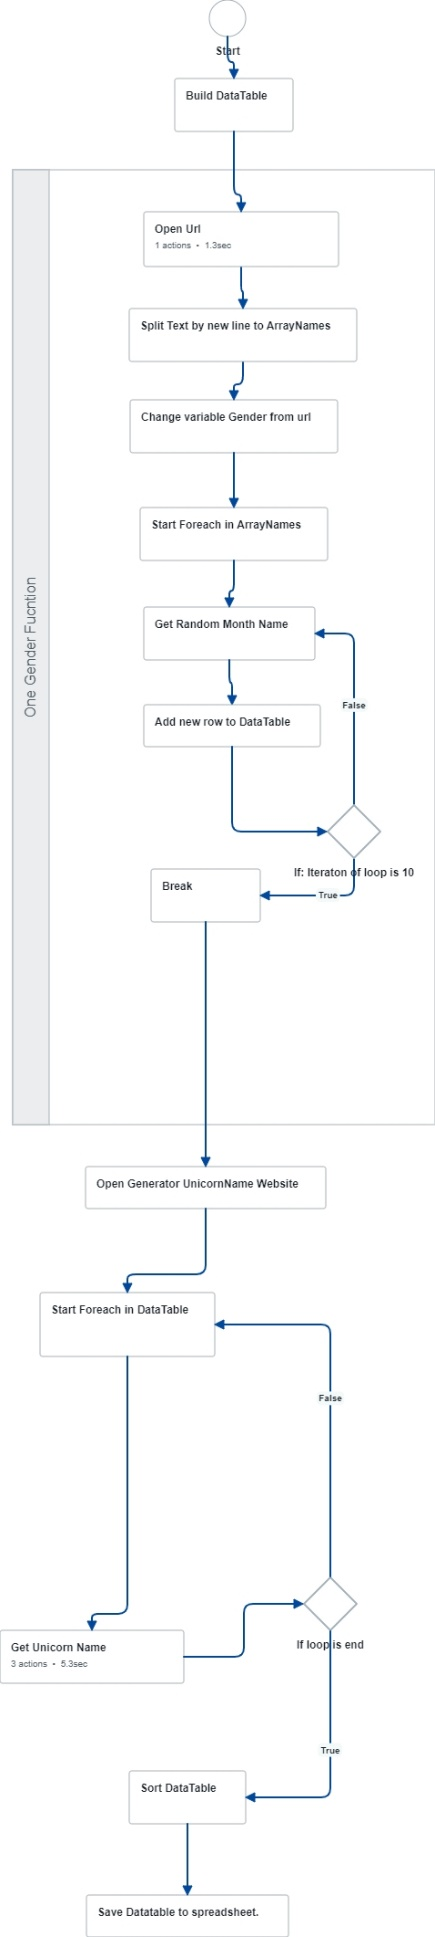 Start
Build DataTable
One Gender Fucntion
Open Url
1 actions • 1.3sec
Split Text by new line to ArrayNames
Change variable Gender from url
Start Foreach in ArrayNames
Get Random Month Name
False
Add new row to DataTable
If: Iteraton of loop is 10
Break
True
Open Generator UnicornName Website
Start Foreach in DataTable
False
Get Unicorn Name
3 actions • 5.3sec
If loop is end
True
Sort DataTable
Save Datatable to spreadsheet.